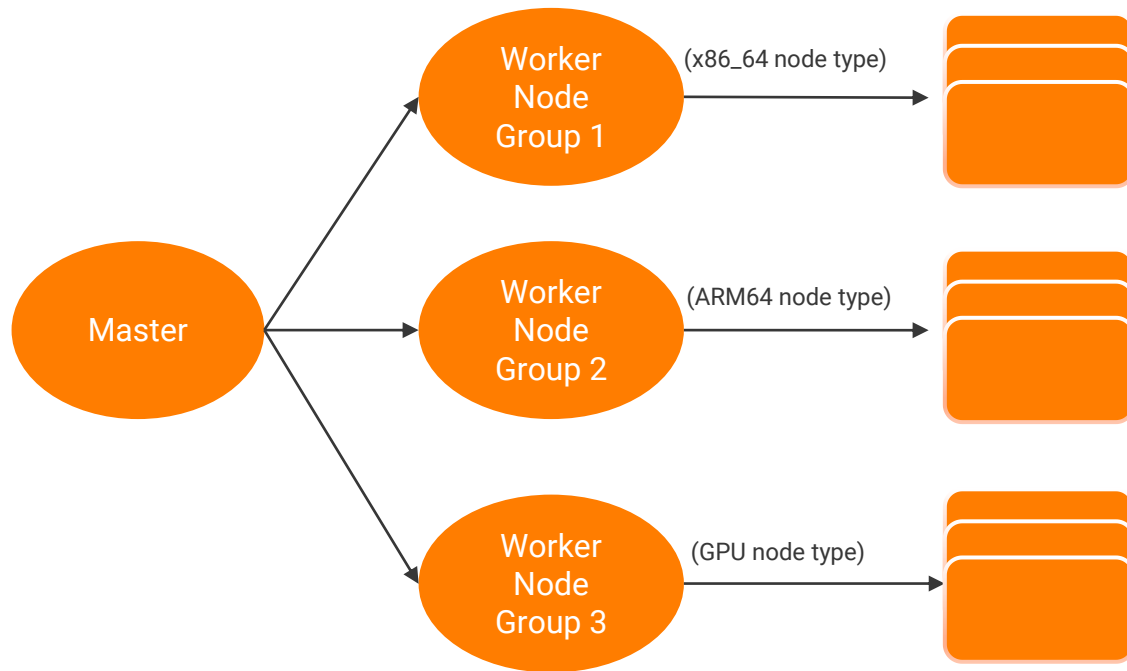 Worker
Node
Group 1
(x86_64 node type)
Master
Worker
Node
Group 2
(ARM64 node type)
Worker
Node
Group 3
(GPU node type)